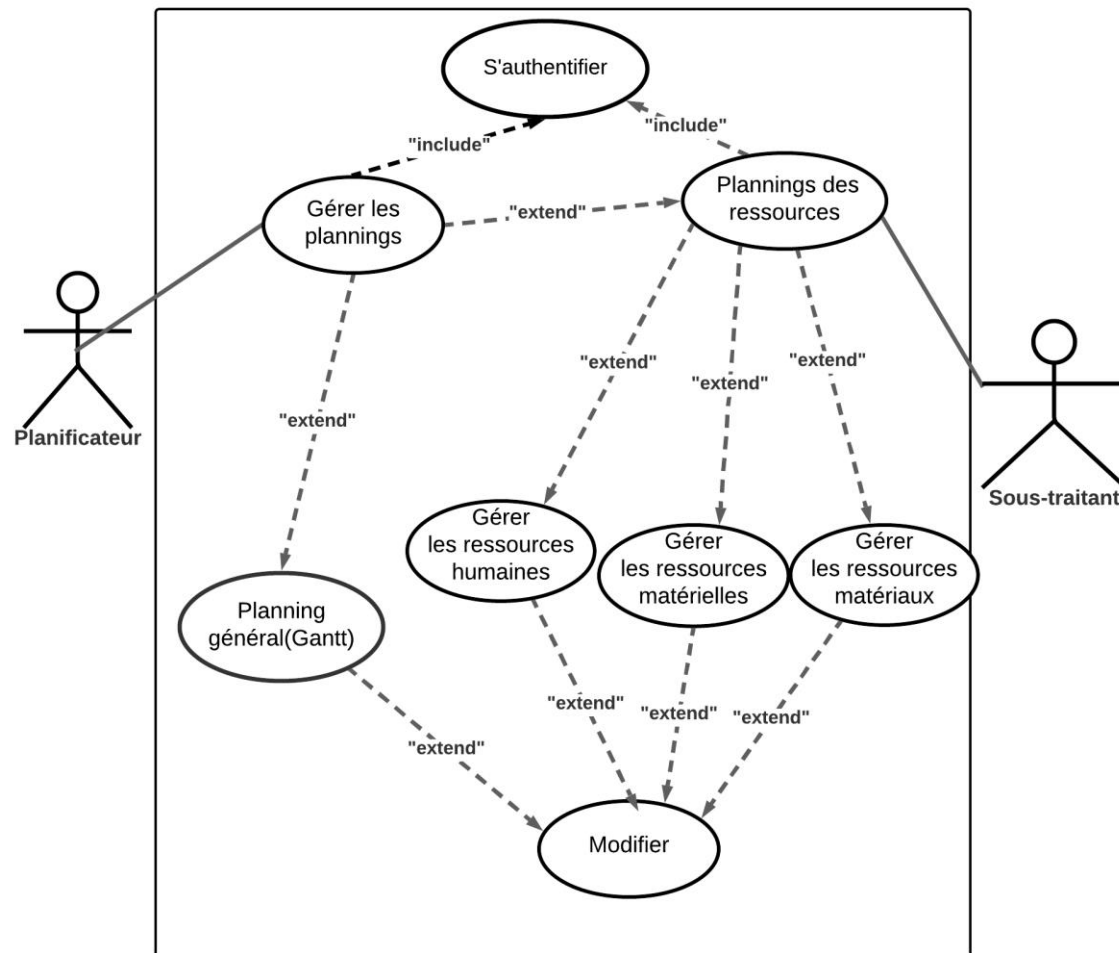 S'authentifier
"include"
"include"
Gérer les
plannings
"extend"
Plannings des
ressources
Planificateur
"extend"
"extend"
"extend"
"extend"
Sous-traitant
Gérer
les ressources
humaines
Gérer
les ressources
matérielles
Gérer
les ressources
matériaux
Planning
général(Gantt)
"extend"
"extend"
"extend"
"extend"
Modifier